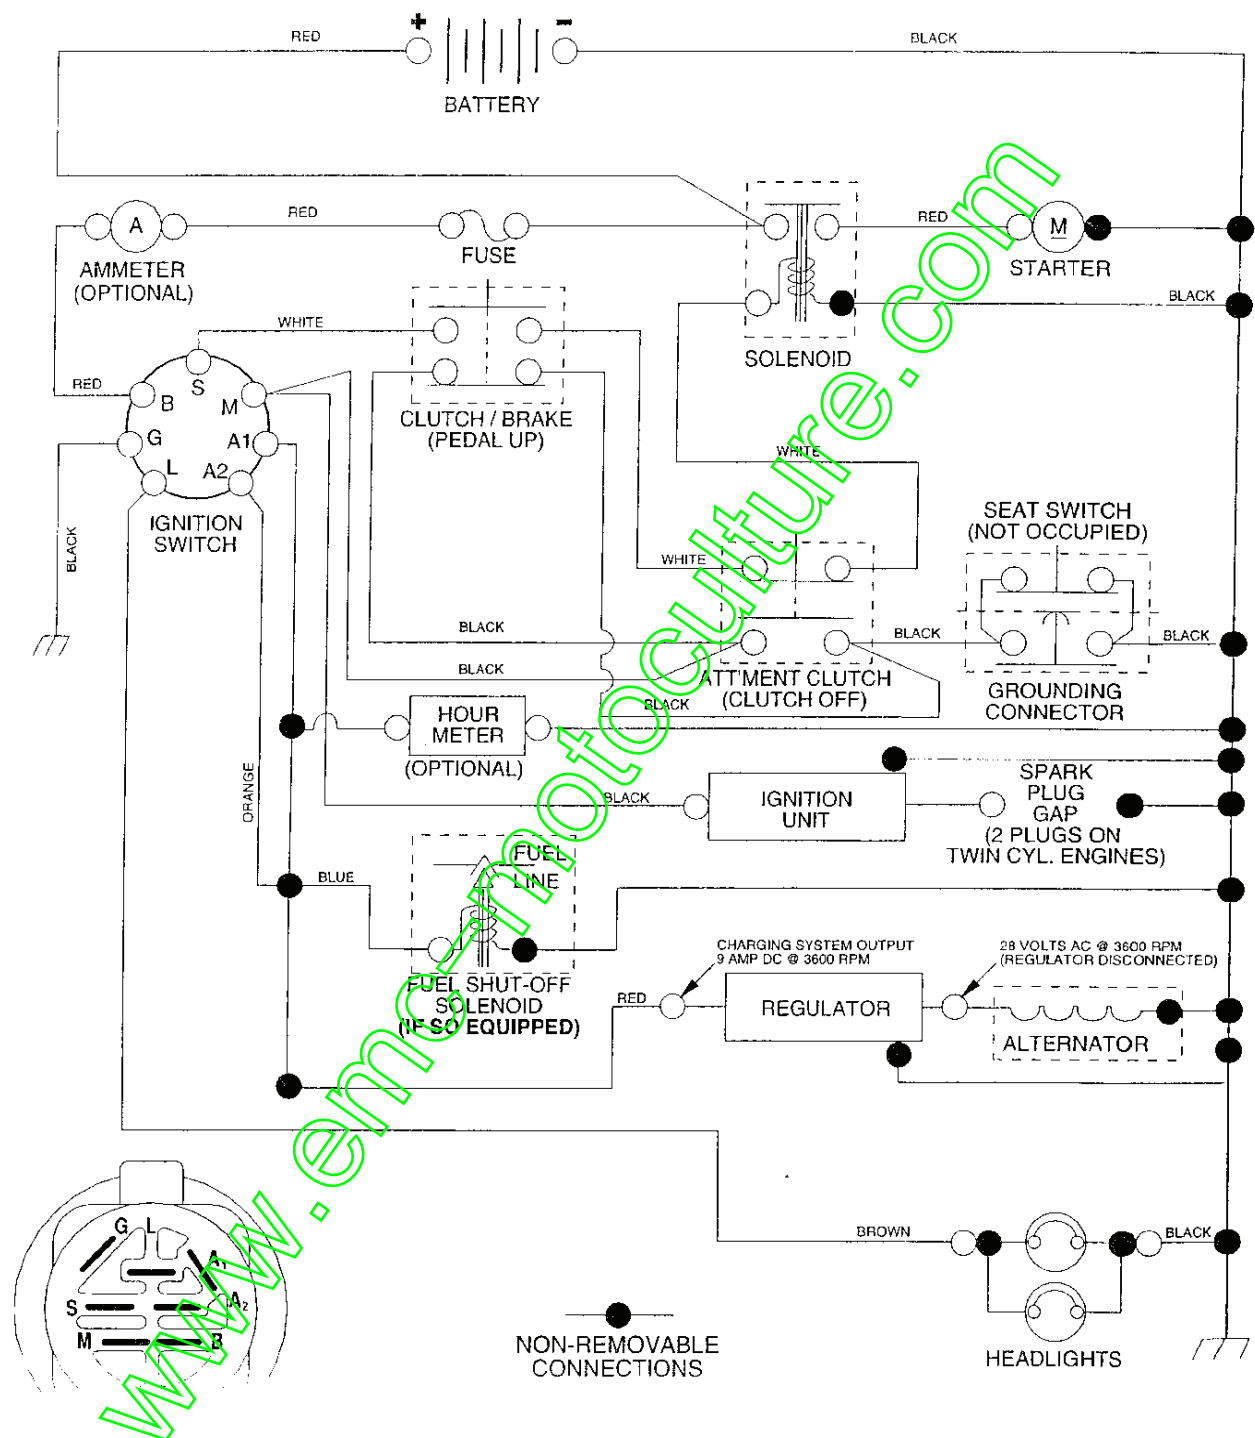 + −
RED
BLACK
BATTERY
RED
A
AMMETER
(OPTIONAL)
FUSE
RED
M
STARTER
BLACK
SOLENOID
WHITE
RED
S
B
M
G
A1
L
A2
IGNITION
SWITCH
CLUTCH / BRAKE
(PEDAL UP)
WHITE
BLACK
SEAT SWITCH
(NOT OCCUPIED)
WHITE
BLACK
BLACK
BLACK
BLACK
ATT'MENT CLUTCH
(CLUTCH OFF)
BLACK
GROUNDING
CONNECTOR
HOUR
METER
(OPTIONAL)
ORANGE
BLACK
IGNITION
UNIT
SPARK
PLUG
GAP
(2 PLUGS ON
TWIN CYL. ENGINES)
BLUE
FUEL
LINE
FUEL SHUT-OFF
SOLENOID
(IF SO EQUIPPED)
CHARGING SYSTEM OUTPUT
9 AMP DC @ 3600 RPM
28 VOLTS AC @ 3600 RPM
(REGULATOR DISCONNECTED)
RED
REGULATOR
ALTERNATOR
BROWN
BLACK
HEADLIGHTS
G L
A1
S
A2
M
B
NON-REMOVABLE
CONNECTIONS
www.emc-motoculture.com